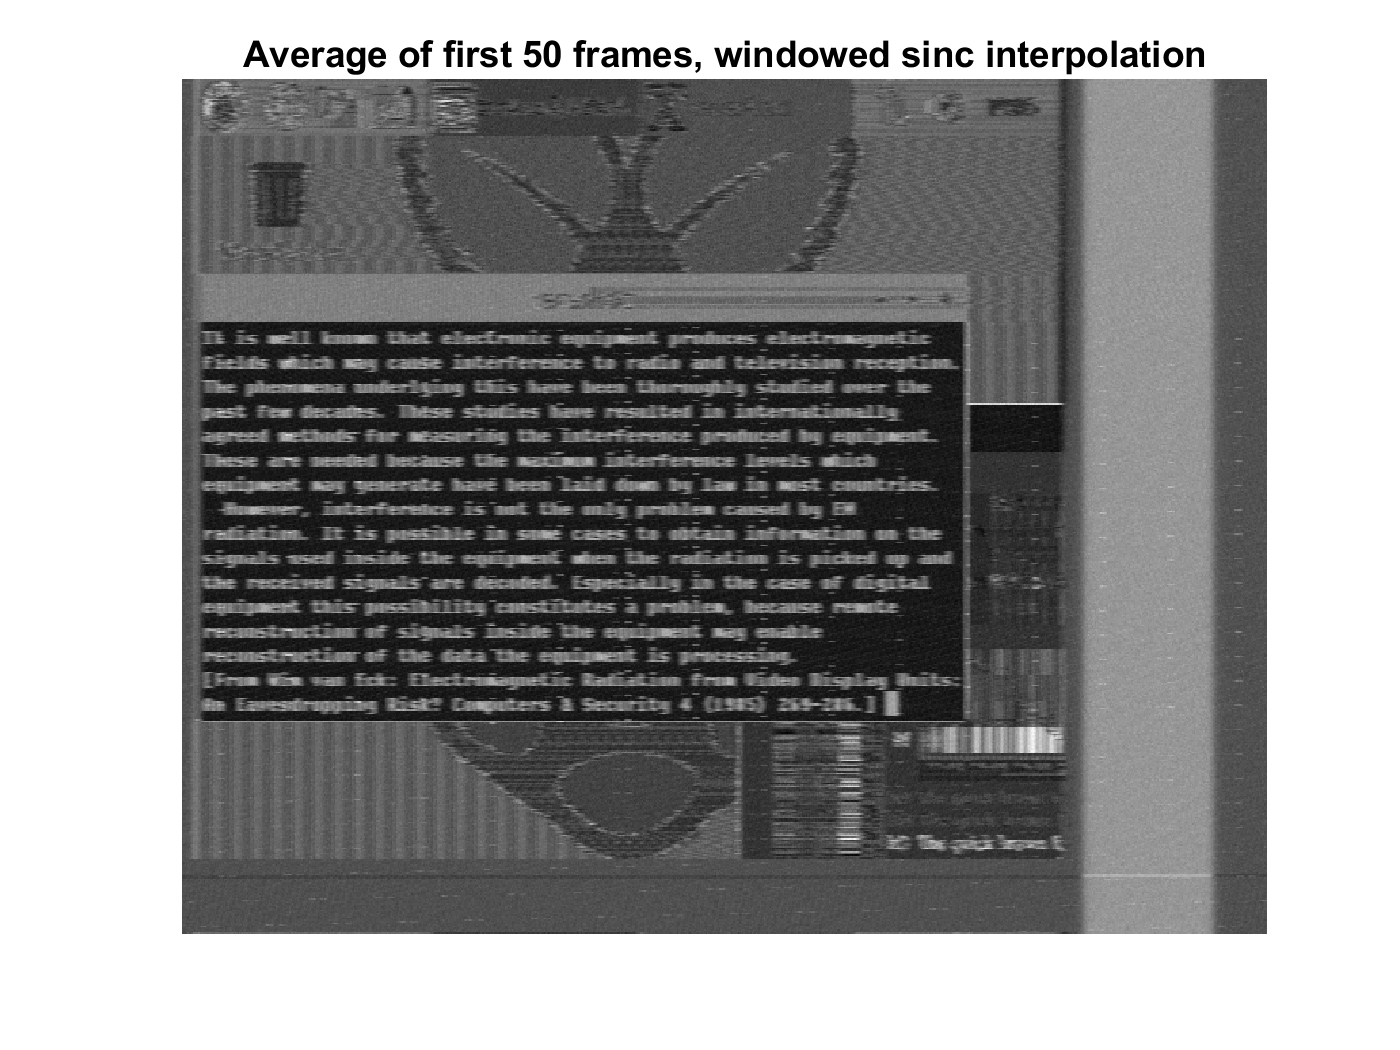 Average of first 50 frames, windowed sinc interpolation
It is well known that electronic equipment produces electromagnetic
fields which may cause interference to radio and television reception.
The phenomena underlying this have been thoroughly studied over the
past few decades. These studies have resulted in internationally
agreed methods for measuring the interference produced by equipment.
These are needed because the maximum interference levels which
equipment may generate have been laid down by law in most countries.
However, interference is not the only problem caused by EM
radiation. It is possible in some cases to obtain information on the
signals used inside the equipment when the radiation is picked up and
the received signals are decoded. Especially in the case of digital
equipment this possibility constitutes a problem, because remote
reconstruction of signals inside the equipment may enable
reconstruction of the data the equipment is processing.
[From Wim van Eck: Electromagnetic Radiation from Video Display Units:
An Eavesdropping Risk? Computers & Security 4 (1985) 269-286.]
The quick brown